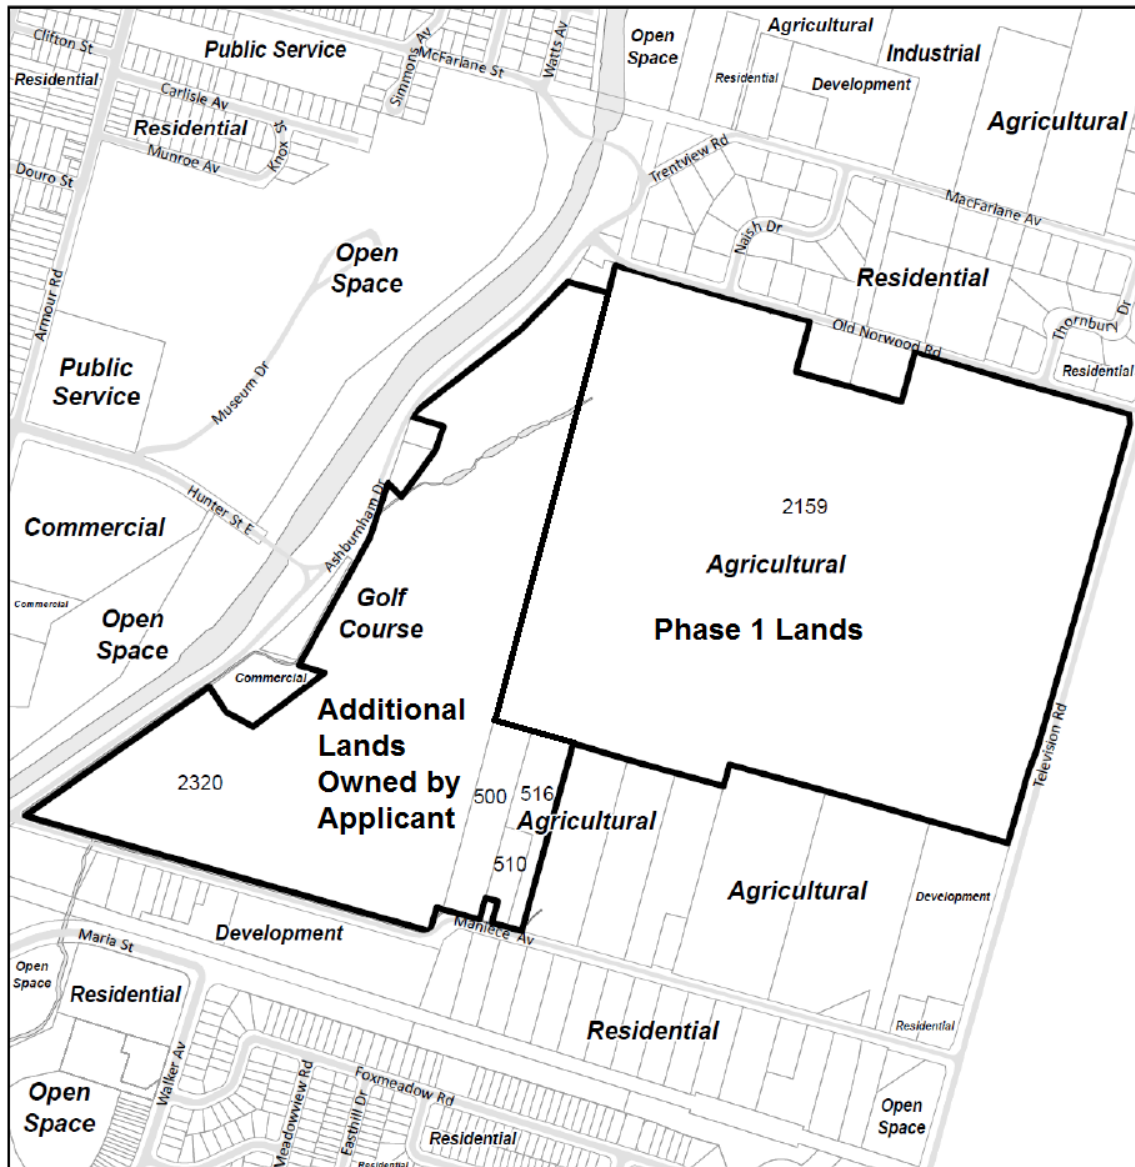 Clifton St
Public Service
Simmons Av
McFarlane St
Watts Av
Open
Space
Agricultural
Industrial
Residential
Development
Residential
Carlisle Av
Residential
Knox St
Munroe Av
Agricultural
Douro St
Trentview Rd
MacFarlane Av
Naish Dr
Open
Space
Residential
Armour Rd
Thornbury Dr
Old Norwood Rd
Residential
Public
Service
Museum Dr
Hunter St E
Ashburnham Dr
2159
Commercial
Agricultural
Golf
Course
Phase 1 Lands
Commercial
Open
Space
Commercial
Additional
Lands
Owned by
Applicant
Television Rd
2320
500
516
Agricultural
510
Agricultural
Development
Maniece Av
Development
Maria St
Open
Space
Residential
Residential
Residential
Walker Av
Foxmeadow Rd
Meadowview Rd
Easthill Dr
Open
Space
Open
Space
Residential
Residential